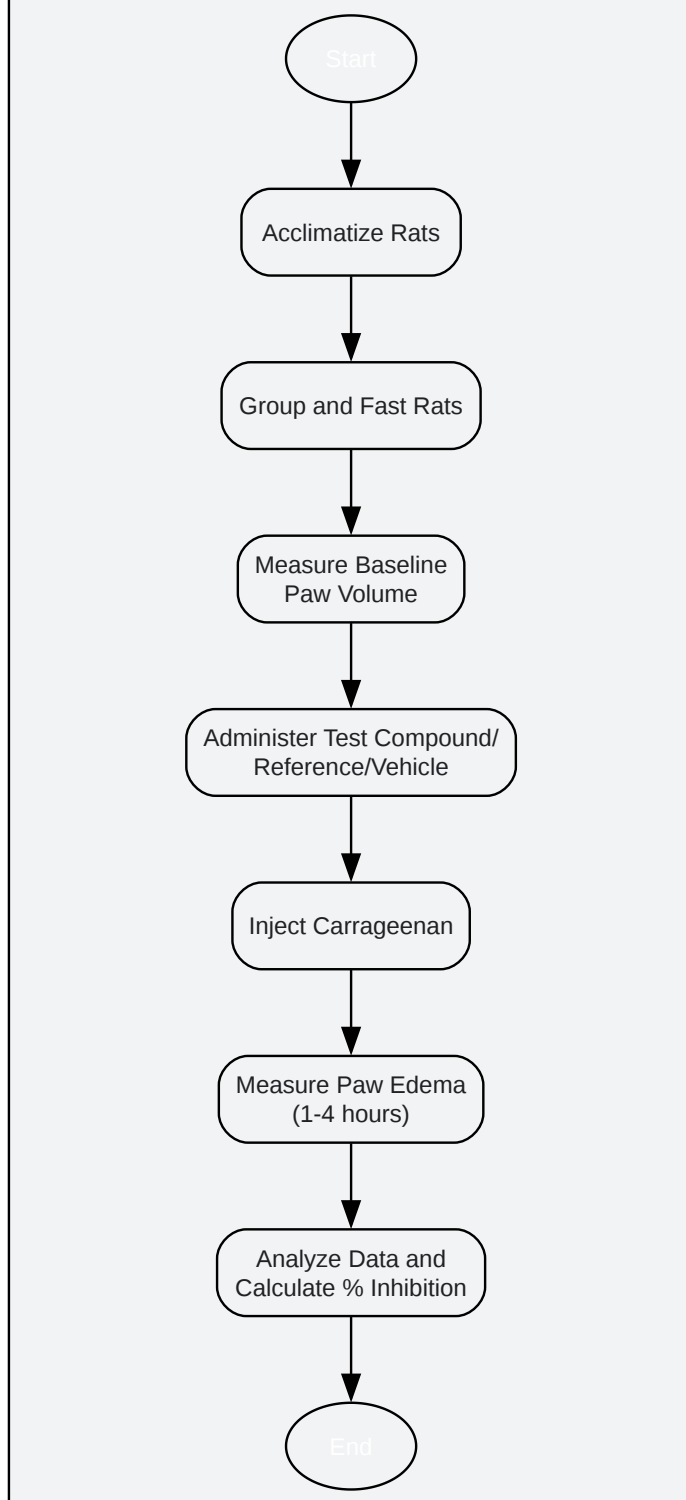 Start
Acclimatize Rats
Group and Fast Rats
Measure Baseline
Paw Volume
Administer Test Compound/
Reference/Vehicle
Inject Carrageenan
Measure Paw Edema
(1-4 hours)
Analyze Data and
Calculate % Inhibition
End